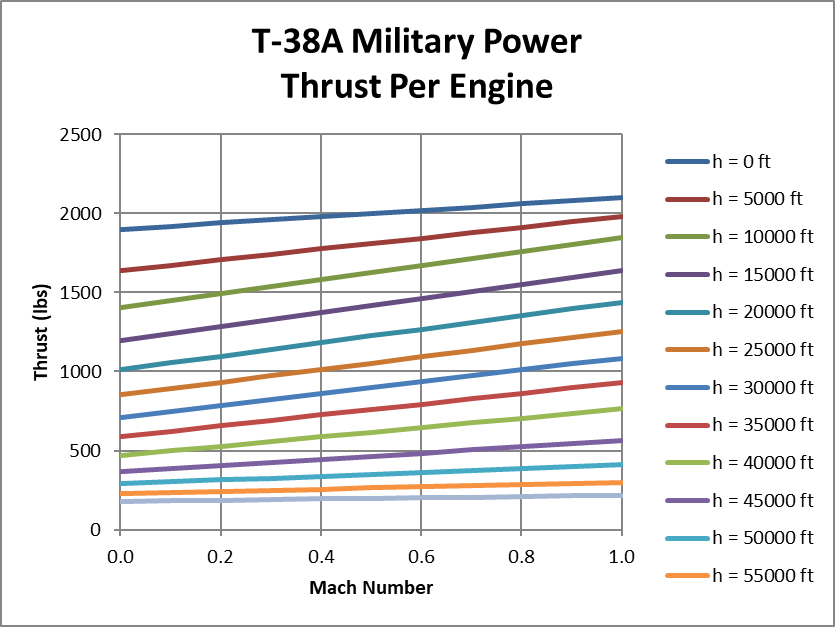 T-38A Military Power
Thrust Per Engine
2500
2000
1500
1000
500
0
Thrust (lbs)
0.0 0.2 0.4 0.6 0.8 1.0
Mach Number
h = 0 ft
h = 5000 ft
h = 10000 ft
h = 15000 ft
h = 20000 ft
h = 25000 ft
h = 30000 ft
h = 35000 ft
h = 40000 ft
h = 45000 ft
h = 50000 ft
h = 55000 ft